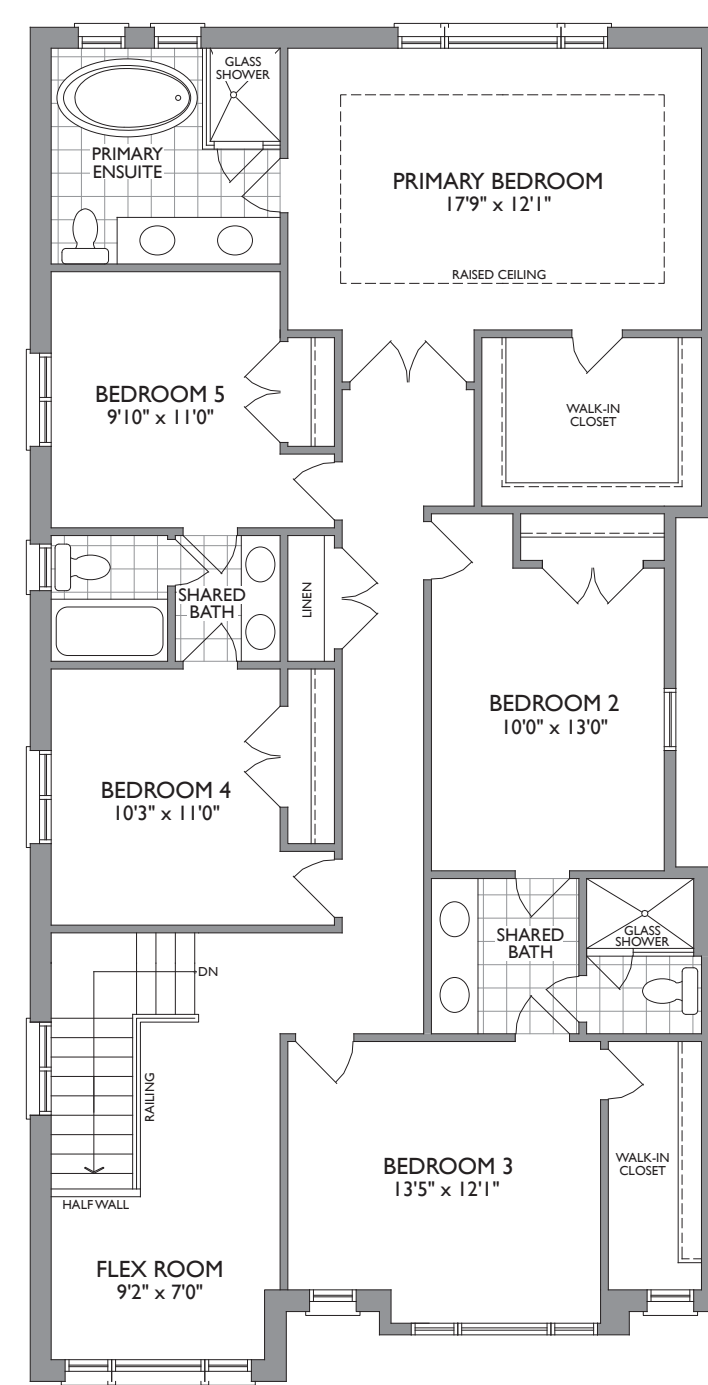 GLASS
SHOWER
PRIMARY
ENSUITE
PRIMARY BEDROOM
17'9" x 12'1"
RAISED CEILING
BEDROOM 5
9'10" x 11'0"
WALK-IN
CLOSET
SHARED
BATH
LINEN
BEDROOM 2
10'0" x 13'0"
BEDROOM 4
10'3" x 11'0"
SHARED
BATH
GLASS
SHOWER
DN
RAILING
HALF WALL
BEDROOM 3
13'5" x 12'1"
WALK-IN
CLOSET
FLEX ROOM
9'2" x 7'0"